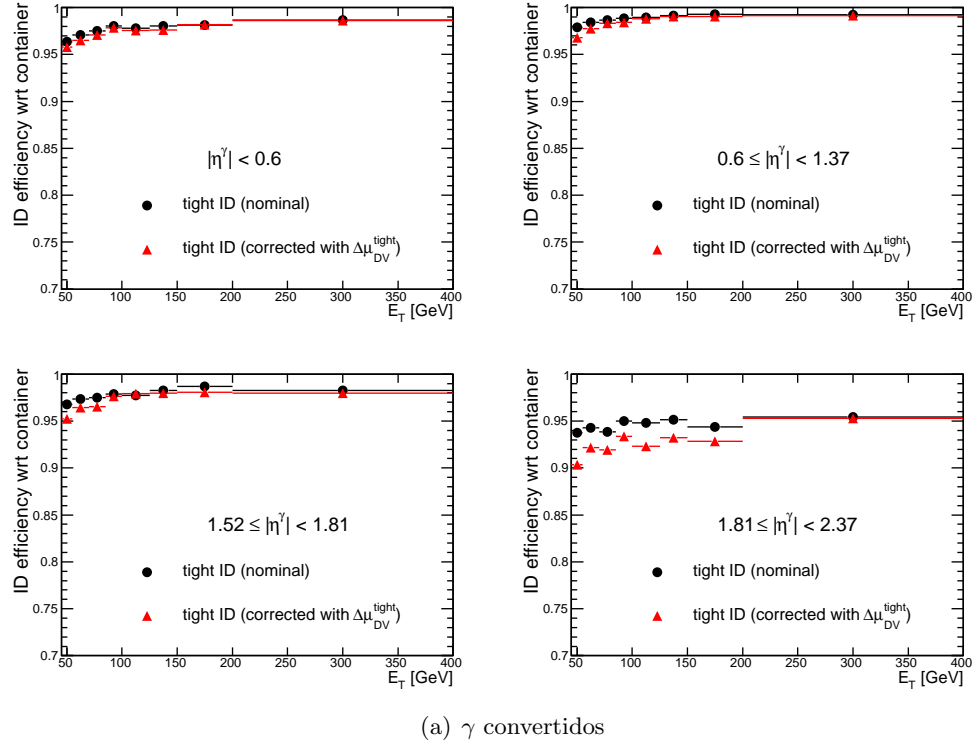 ID efficiency wrt container
1
0.95
0.9
0.85
0.8
0.75
0.7
|η^γ| < 0.6
tight ID (nominal)
tight ID (corrected with Δμ_DV^tight)
50 100 150 200 250 300 350 400
E_T [GeV]
ID efficiency wrt container
1
0.95
0.9
0.85
0.8
0.75
0.7
0.6 ≤ |η^γ| < 1.37
tight ID (nominal)
tight ID (corrected with Δμ_DV^tight)
50 100 150 200 250 300 350 400
E_T [GeV]
ID efficiency wrt container
1
0.95
0.9
0.85
0.8
0.75
0.7
1.52 ≤ |η^γ| < 1.81
tight ID (nominal)
tight ID (corrected with Δμ_DV^tight)
50 100 150 200 250 300 350 400
E_T [GeV]
ID efficiency wrt container
1
0.95
0.9
0.85
0.8
0.75
0.7
1.81 ≤ |η^γ| < 2.37
tight ID (nominal)
tight ID (corrected with Δμ_DV^tight)
50 100 150 200 250 300 350 400
E_T [GeV]
(a) γ convertidos